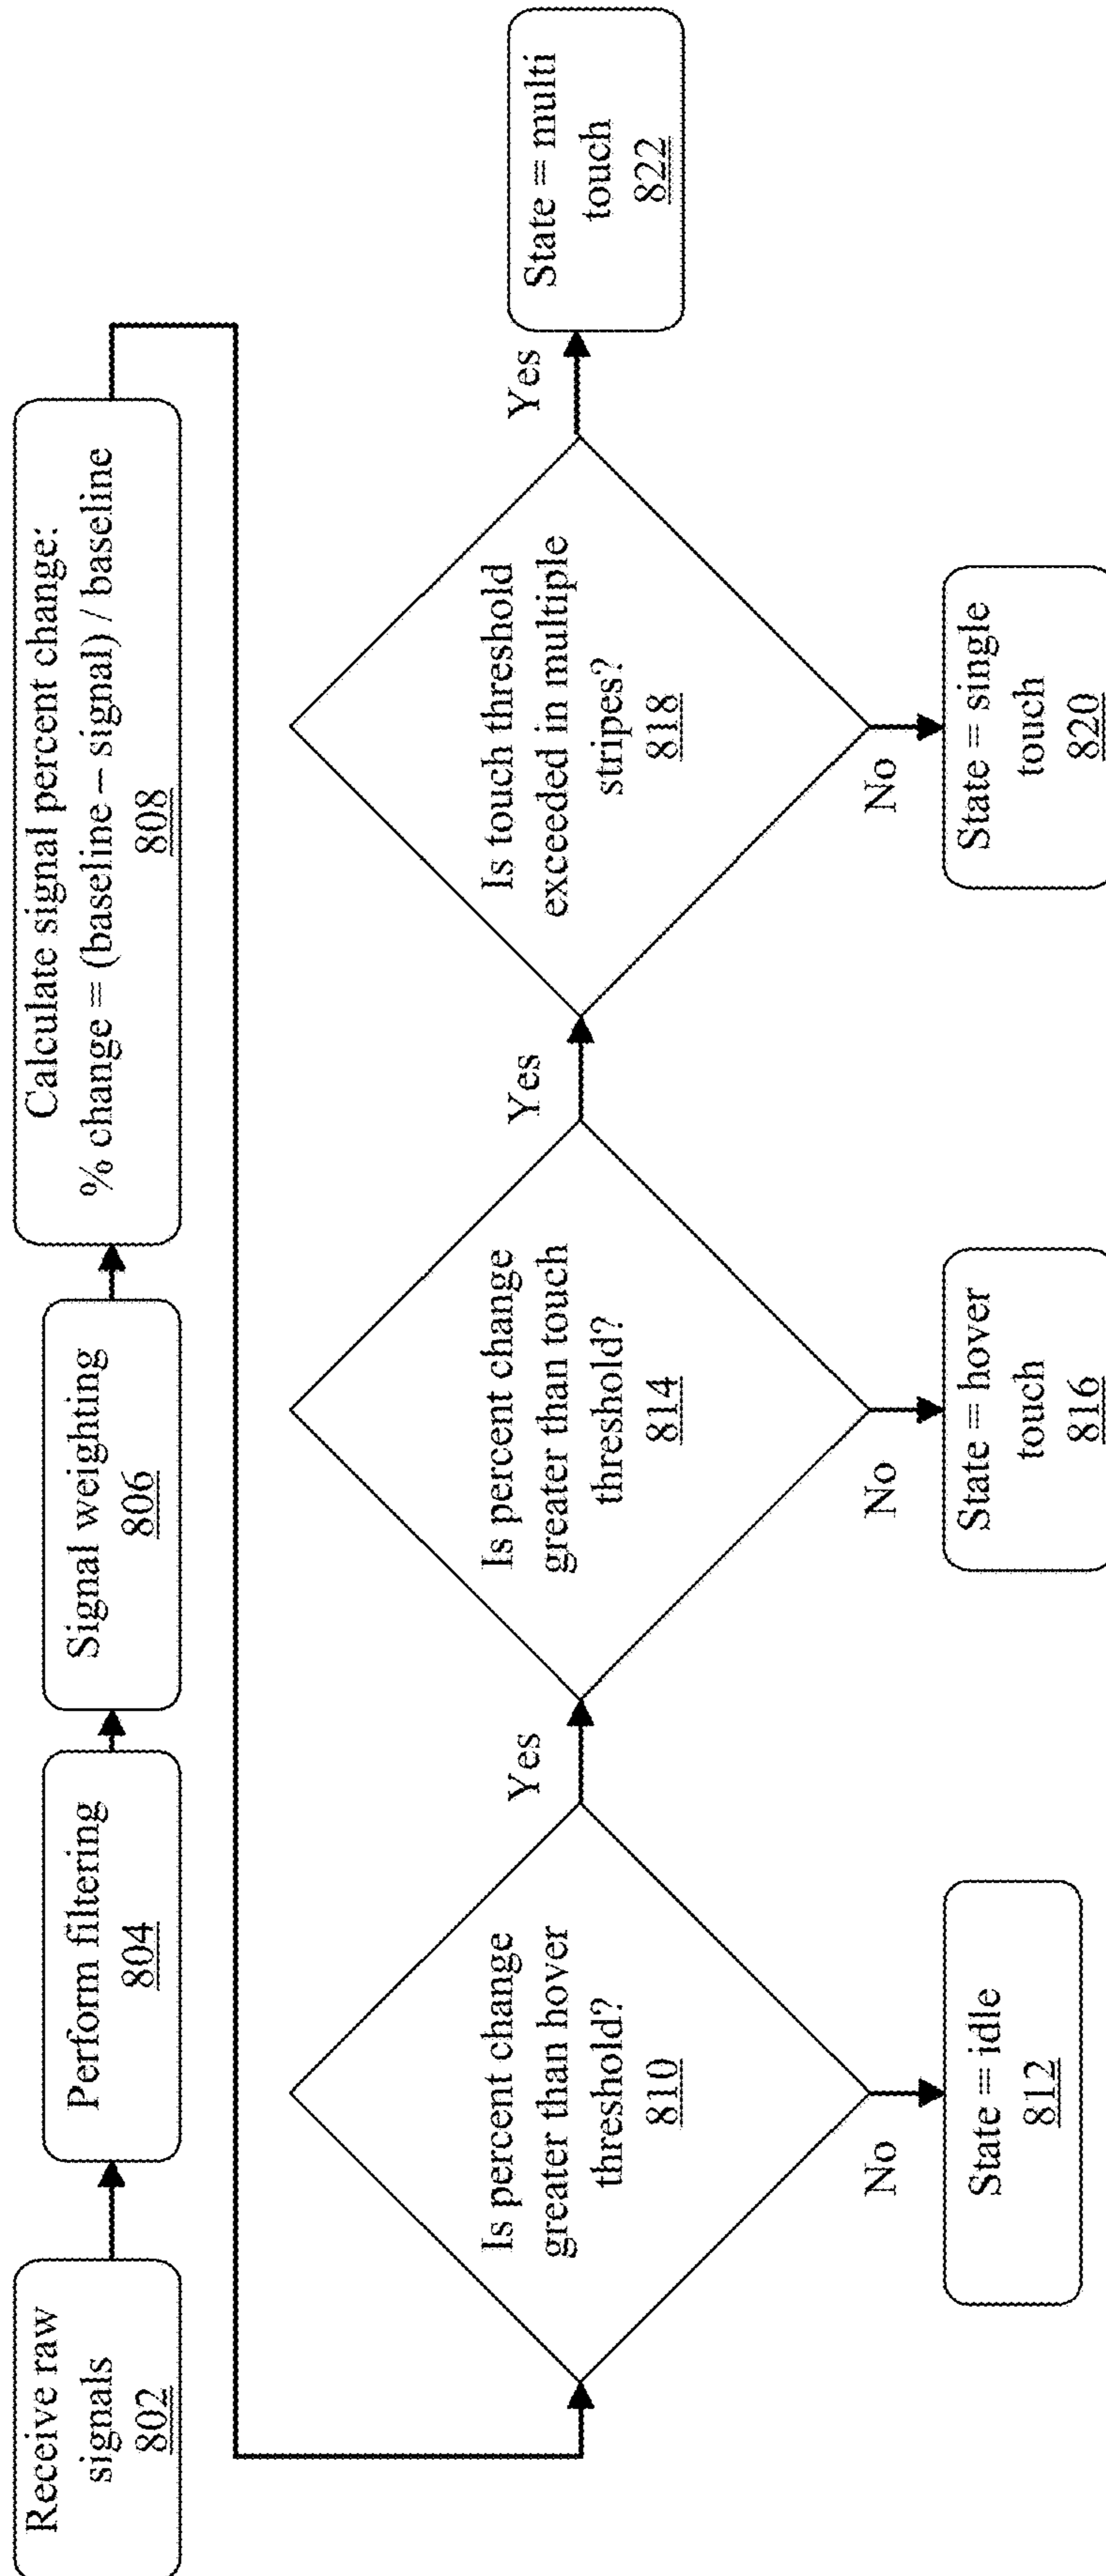 Receive raw
signals
802
Perform filtering
804
Signal weighting
806
Calculate signal percent change:
% change = (baseline – signal) / baseline
808
Is percent change
greater than hover
threshold?
810
Yes
No
State = idle
812
Is percent change
greater than touch
threshold?
814
Yes
No
State = hover
touch
816
Is touch threshold
exceeded in multiple
stripes?
818
Yes
No
State = single
touch
820
State = multi
touch
822